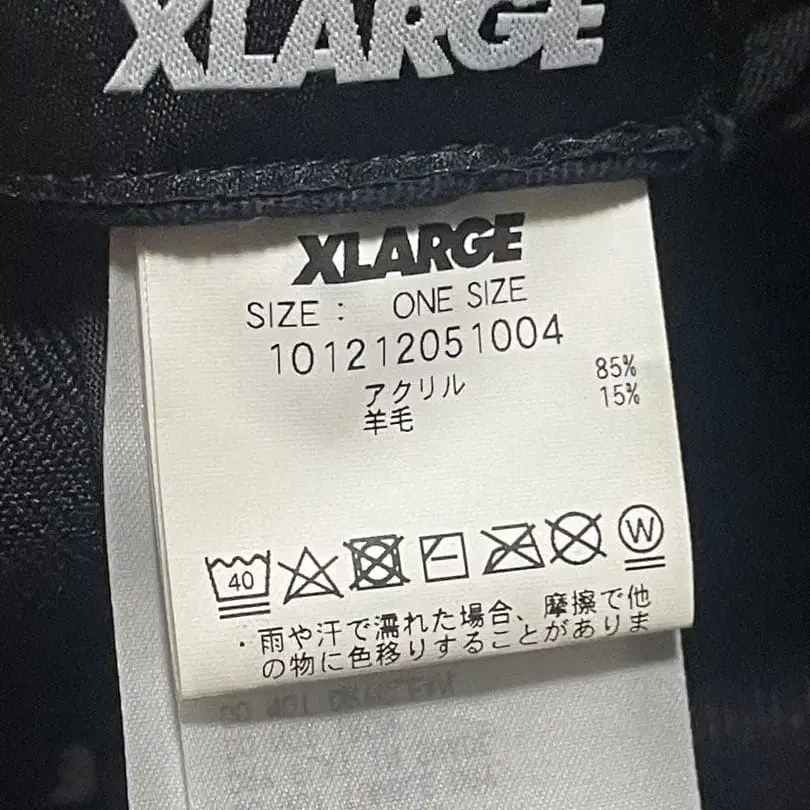 XLARGE
XLARGE
SIZE : ONE SIZE
101212051004
アクリル 85%
羊毛 15%
40 W
・雨や汗で濡れた場合、摩擦で他
の物に色移りすることがありま